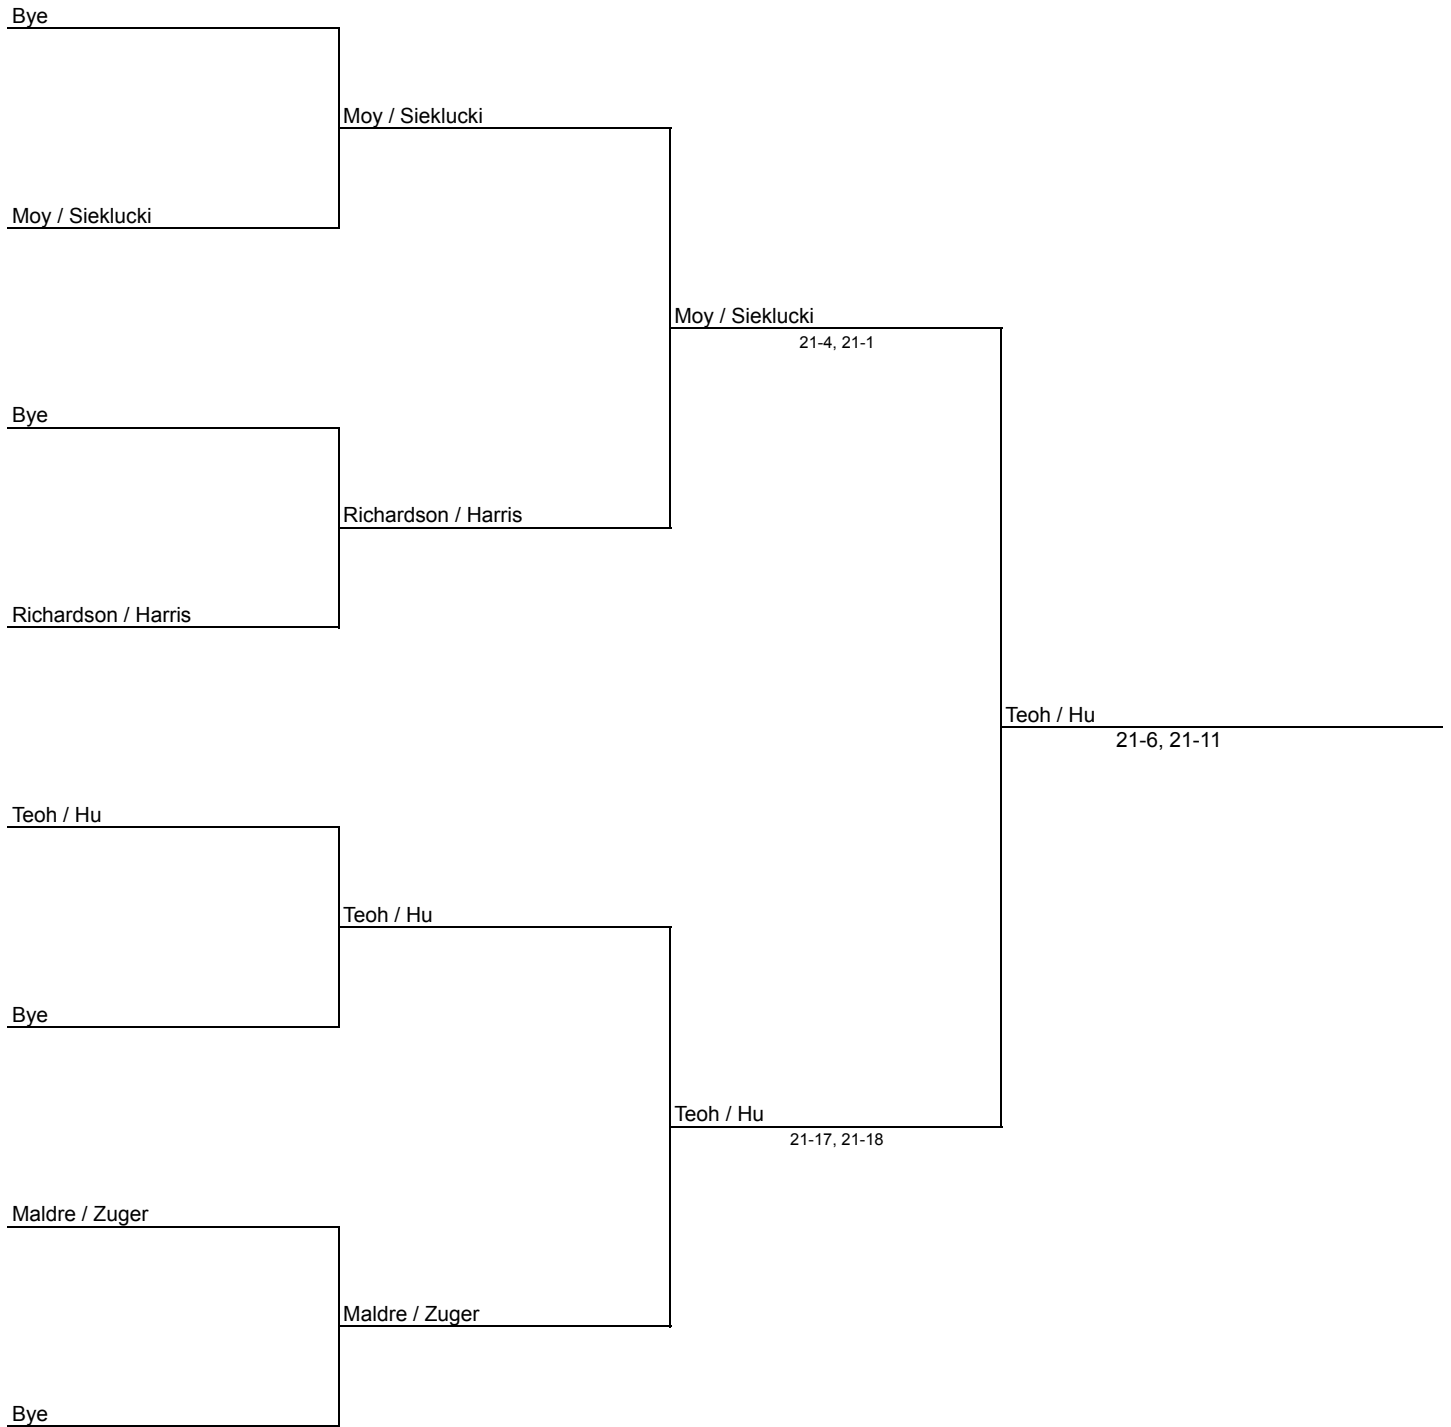 Bye
Moy / Sieklucki
Moy / Sieklucki
Moy / Sieklucki
21-4, 21-1
Bye
Richardson / Harris
Richardson / Harris
Teoh / Hu
21-6, 21-11
Teoh / Hu
Teoh / Hu
Bye
Teoh / Hu
21-17, 21-18
Maldre / Zuger
Maldre / Zuger
Bye